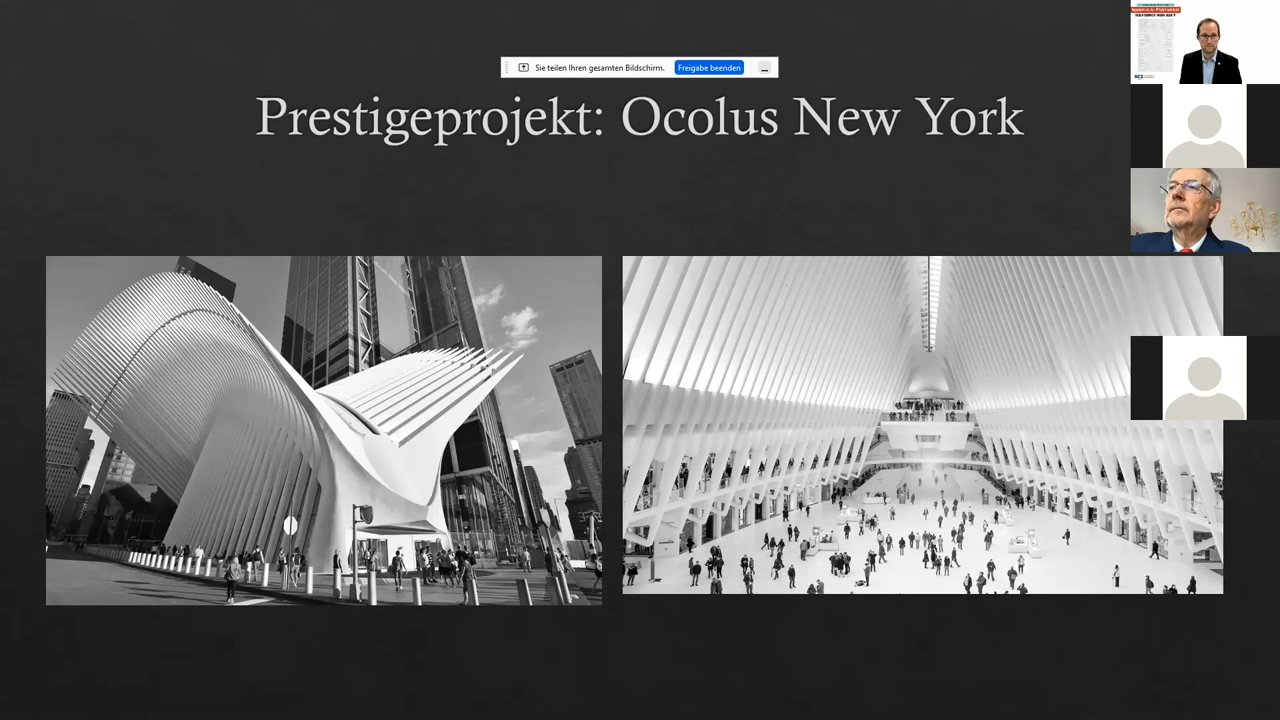 Sie teilen Ihren gesamten Bildschirm.
Freigabe beenden
Prestigeprojekt: Ocolus New York